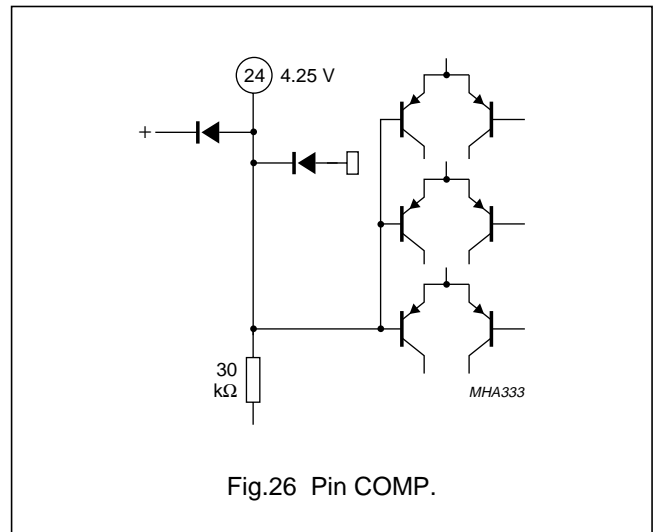 24 4.25 V
+
30
kΩ
MHA333
Fig.26 Pin COMP.